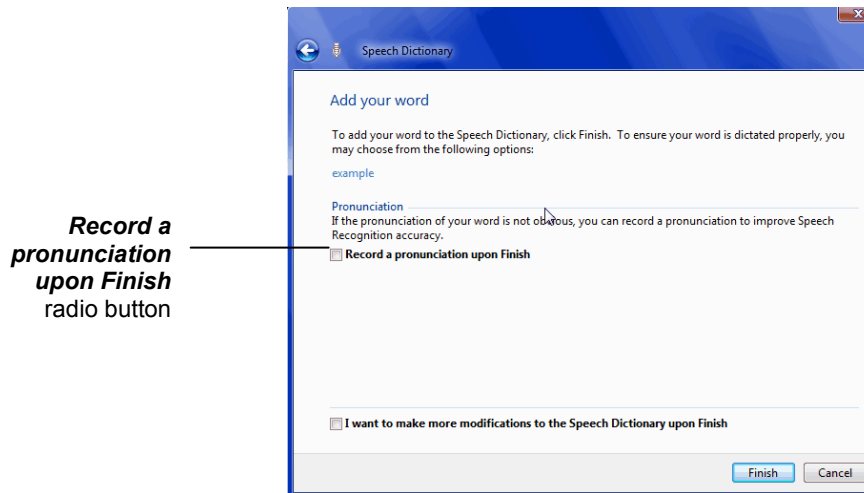 Speech Dictionary
Add your word
To add your word to the Speech Dictionary, click Finish. To ensure your word is dictated properly, you
may choose from the following options:
example
Pronunciation
If the pronunciation of your word is not obvious, you can record a pronunciation to improve Speech
Recognition accuracy.
Record a pronunciation upon Finish
Record a
pronunciation
upon Finish
radio button
I want to make more modifications to the Speech Dictionary upon Finish
Finish
Cancel